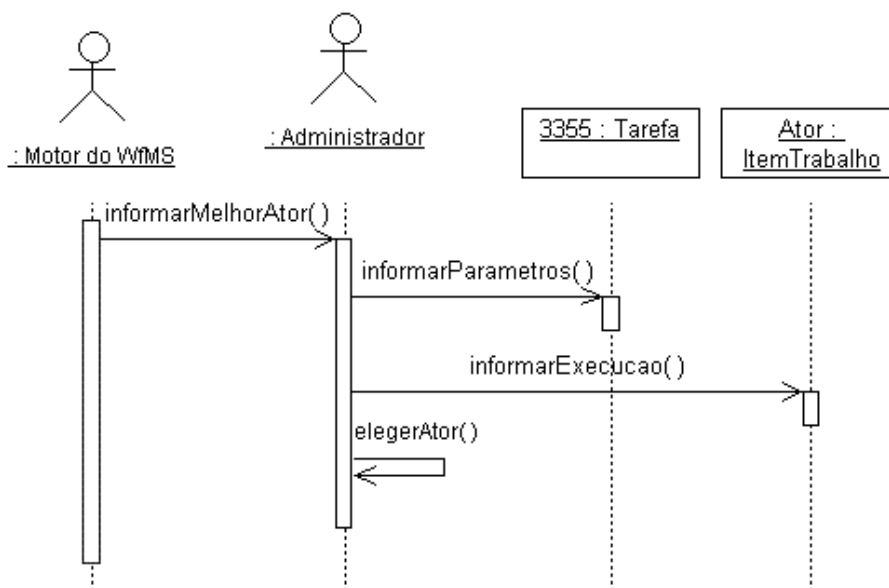 : Motor do WfMS
: Administrador
3355 : Tarefa
Ator :
ItemTrabalho
informarMelhorAtor()
informarParametros()
informarExecucao()
elegerAtor()